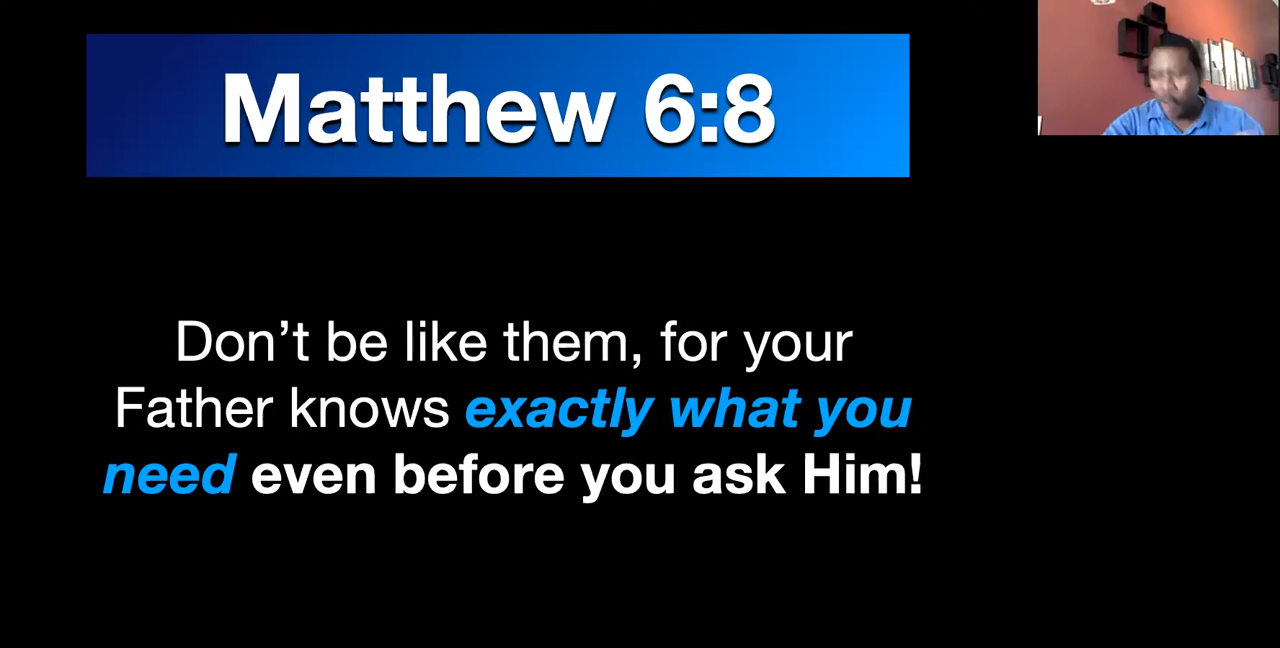 Matthew 6:8
Don’t be like them, for your
Father knows exactly what you
need even before you ask Him!